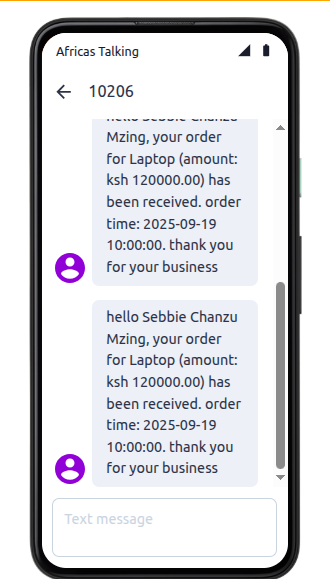 Africas Talking
10206
hello Sebbie Chanzu
Mzing, your order
for Laptop (amount:
ksh 120000.00) has
been received. order
time: 2025-09-19
10:00:00. thank you
for your business
hello Sebbie Chanzu
Mzing, your order
for Laptop (amount:
ksh 120000.00) has
been received. order
time: 2025-09-19
10:00:00. thank you
for your business
Text message